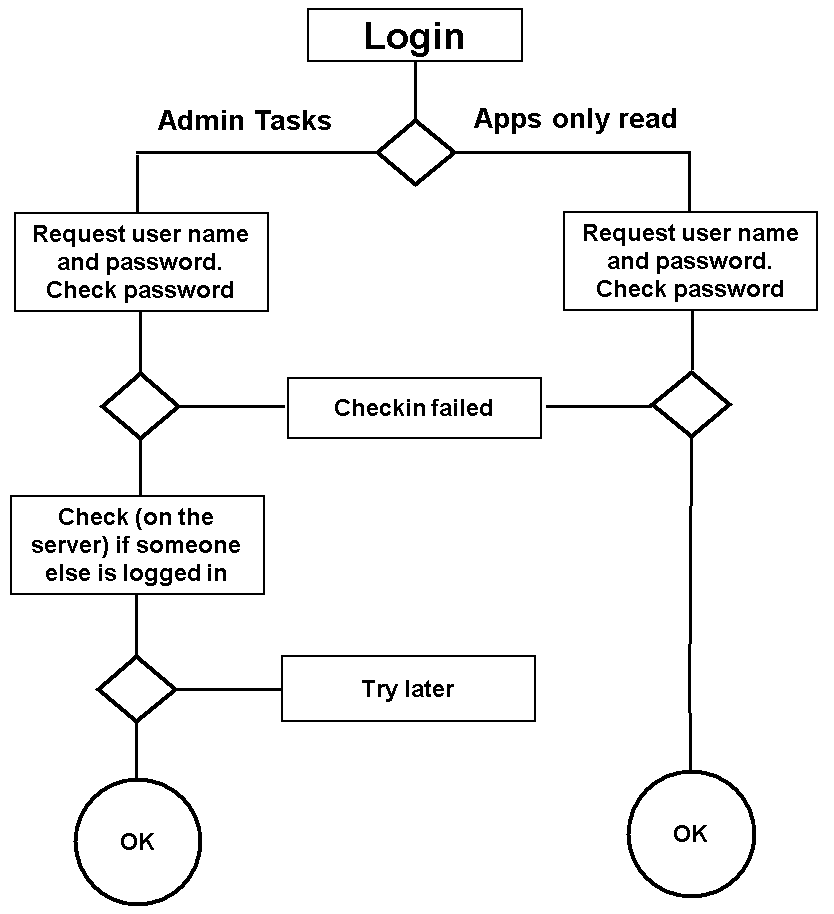 Login
Admin Tasks
Apps only read
Request user name
and password.
Check password
Request user name
and password.
Check password
Checkin failed
Check (on the
server) if someone
else is logged in
Try later
OK
OK